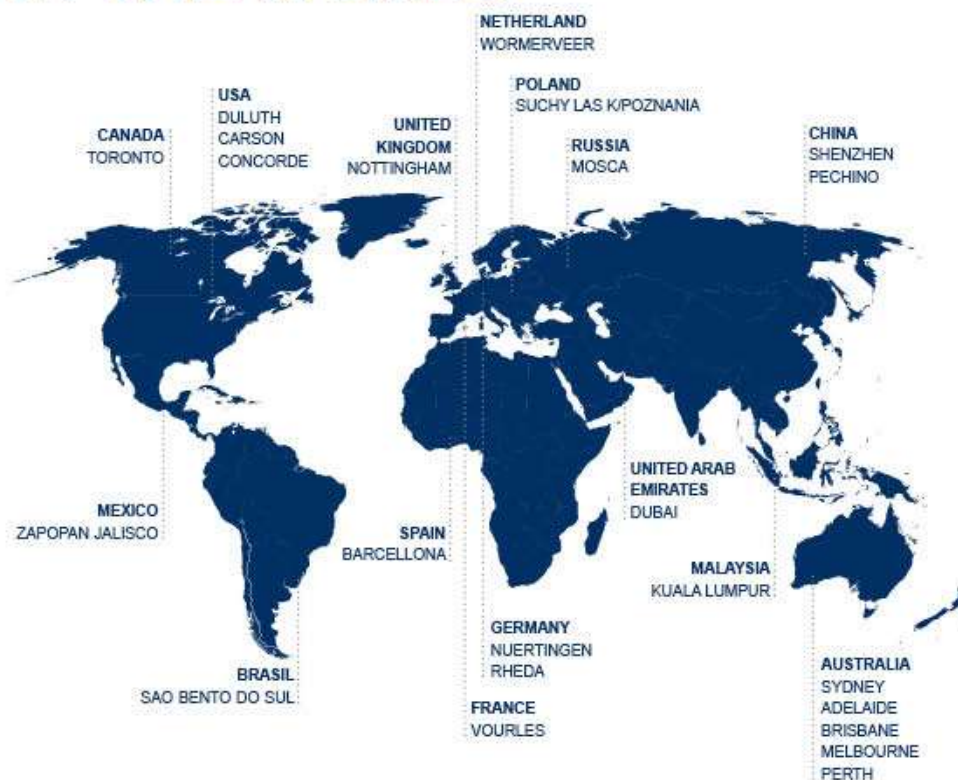 NETHERLAND
WORMERVEER
POLAND
SUCHY LAS K/POZNANIA
USA
DULUTH
CARSON
CONCORDE
CANADA
TORONTO
UNITED
KINGDOM
NOTTINGHAM
RUSSIA
MOSCA
CHINA
SHENZHEN
PECHINO
MEXICO
ZAPOPAN JALISCO
SPAIN
BARCELLONA
UNITED ARAB
EMIRATES
DUBAI
MALAYSIA
KUALA LUMPUR
GERMANY
NUERTINGEN
RHEDA
BRASIL
SAO BENTO DO SUL
FRANCE
VOURLES
AUSTRALIA
SYDNEY
ADELAIDE
BRISBANE
MELBOURNE
PERTH